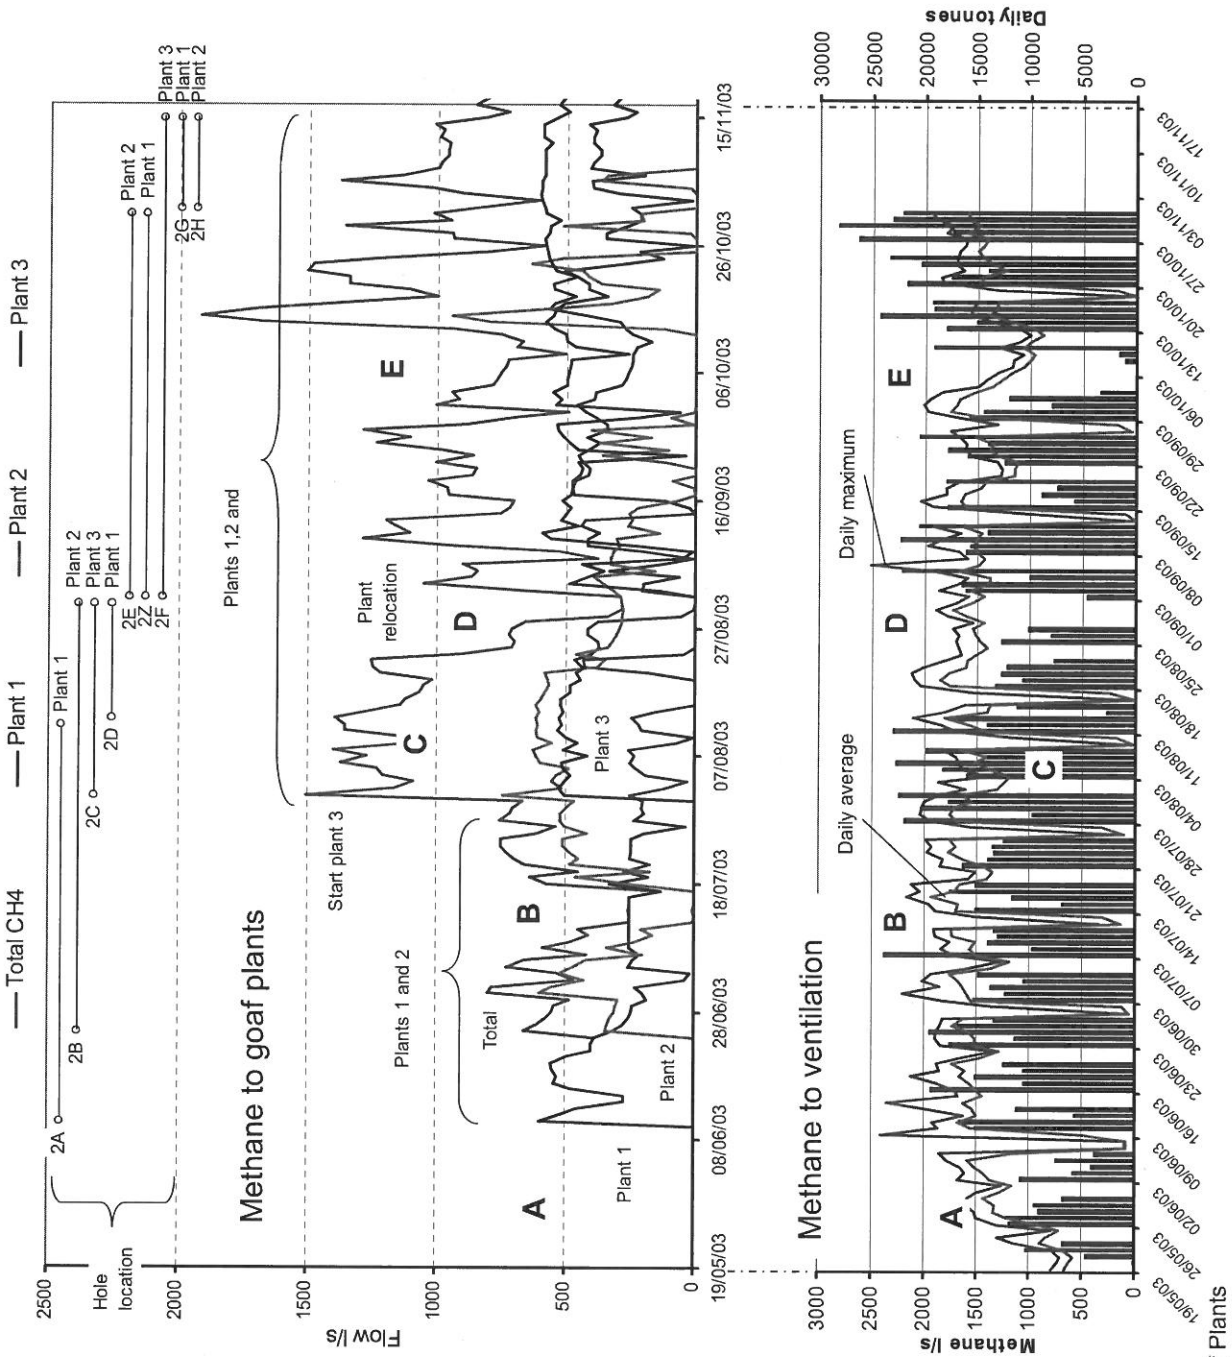 Total CH4 Plant 1 Plant 2 Plant 3
Hole
location
2A
Plant 1
2B
Plant 2
2C
Plant 3
2D
Plant 1
2E
Plant 2
2Z
Plant 1
2F
Plant 3
2G
Plant 1
2H
Plant 2
Methane to goaf plants
Flow l/s
2500
2000
1500
1000
500
0
Plants 1 and 2
Plants 1,2 and
Start plant 3
Plant
relocation
Total
Plant 1
Plant 2
Plant 3
A
B
C
D
E
19/05/03
08/06/03
28/06/03
18/07/03
07/08/03
27/08/03
16/09/03
06/10/03
26/10/03
15/11/03
Methane to ventilation
Daily average
Daily maximum
Methane l/s
3000
2500
2000
1500
1000
500
0
Daily tonnes
30000
25000
20000
15000
10000
5000
0
A
B
C
D
E
19/05/03
26/05/03
02/06/03
09/06/03
16/06/03
23/06/03
30/06/03
07/07/03
14/07/03
21/07/03
28/07/03
04/08/03
11/08/03
18/08/03
25/08/03
01/09/03
08/09/03
15/09/03
22/09/03
29/09/03
06/10/03
13/10/03
20/10/03
27/10/03
03/11/03
10/11/03
17/11/03
Plants